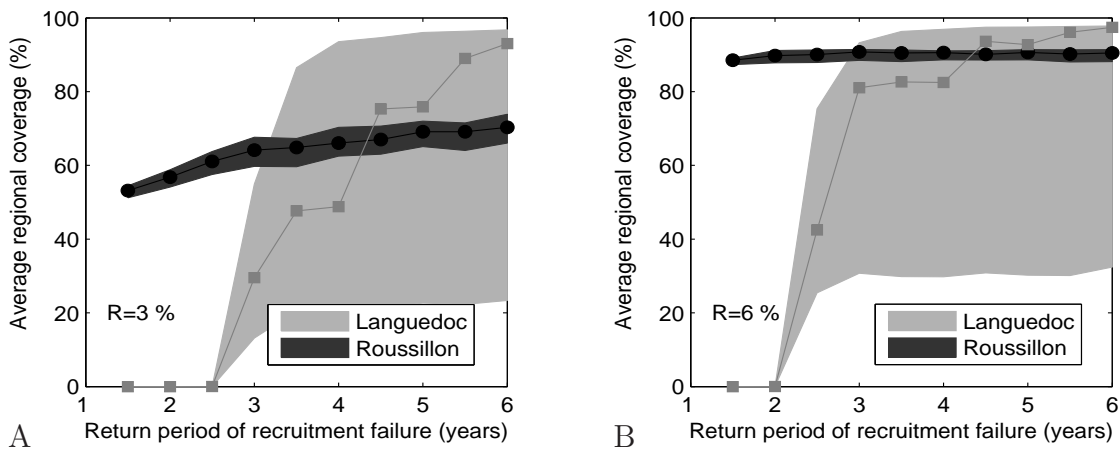 100
80
60
40
20
0
Average regional coverage (%)
R=3 %
Languedoc
Roussillon
1 2 3 4 5 6
Return period of recruitment failure (years)
A
100
80
60
40
20
0
Average regional coverage (%)
R=6 %
Languedoc
Roussillon
1 2 3 4 5 6
Return period of recruitment failure (years)
B